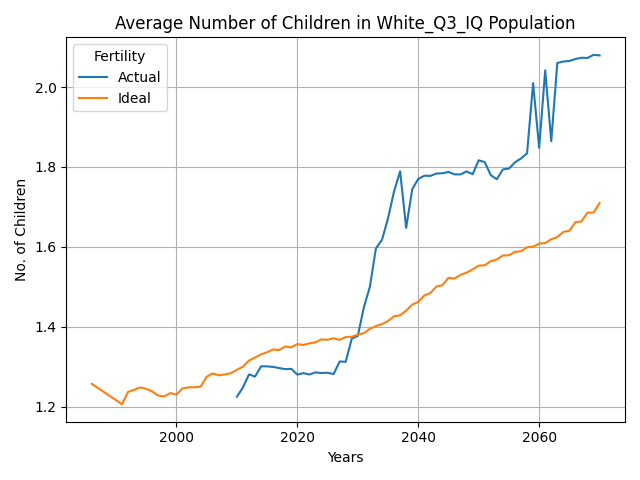 Average Number of Children in White_Q3_IQ Population
Fertility
Actual
Ideal
No. of Children
2.0
1.8
1.6
1.4
1.2
2000
2020
2040
2060
Years